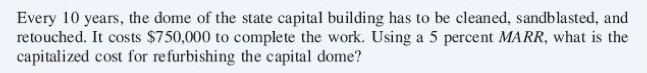 Every 10 years, the dome of the state capital building has to be cleaned, sandblasted, and
retouched. It costs $750,000 to complete the work. Using a 5 percent MARR, what is the
capitalized cost for refurbishing the capital dome?